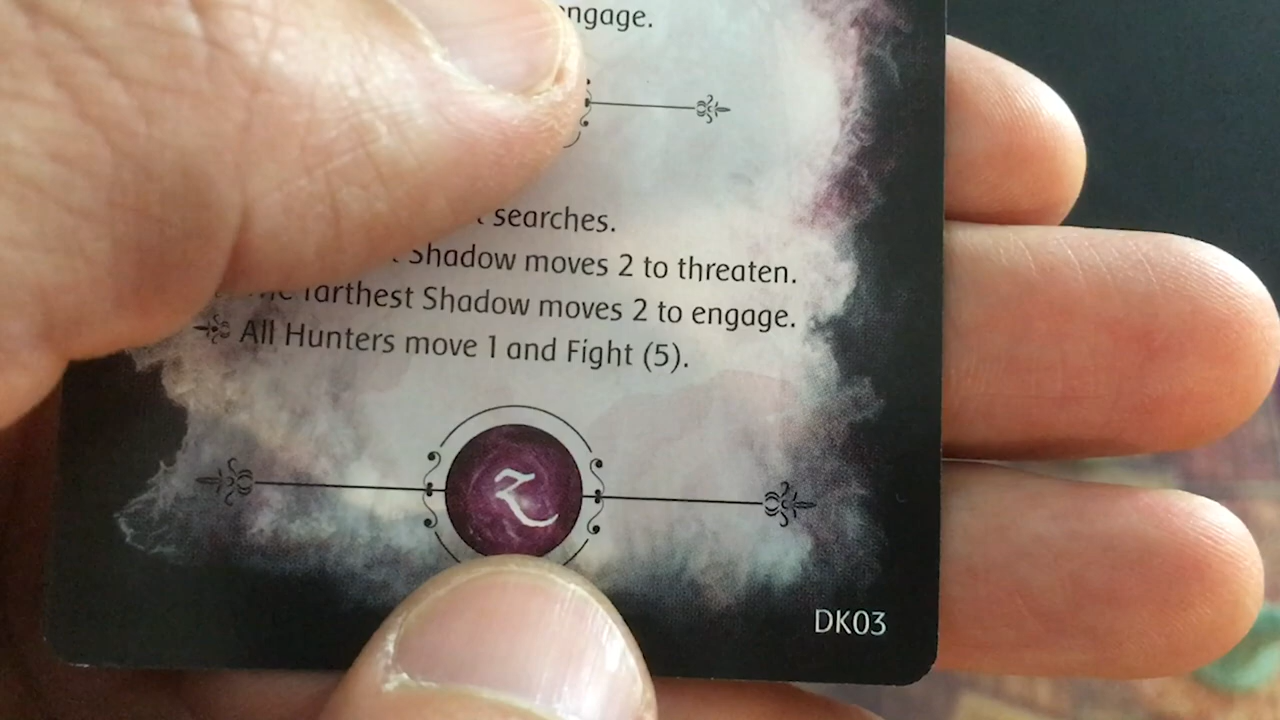 engage.
searches.
Shadow moves 2 to threaten.
farthest Shadow moves 2 to engage.
All Hunters move 1 and Fight (5).
DK03